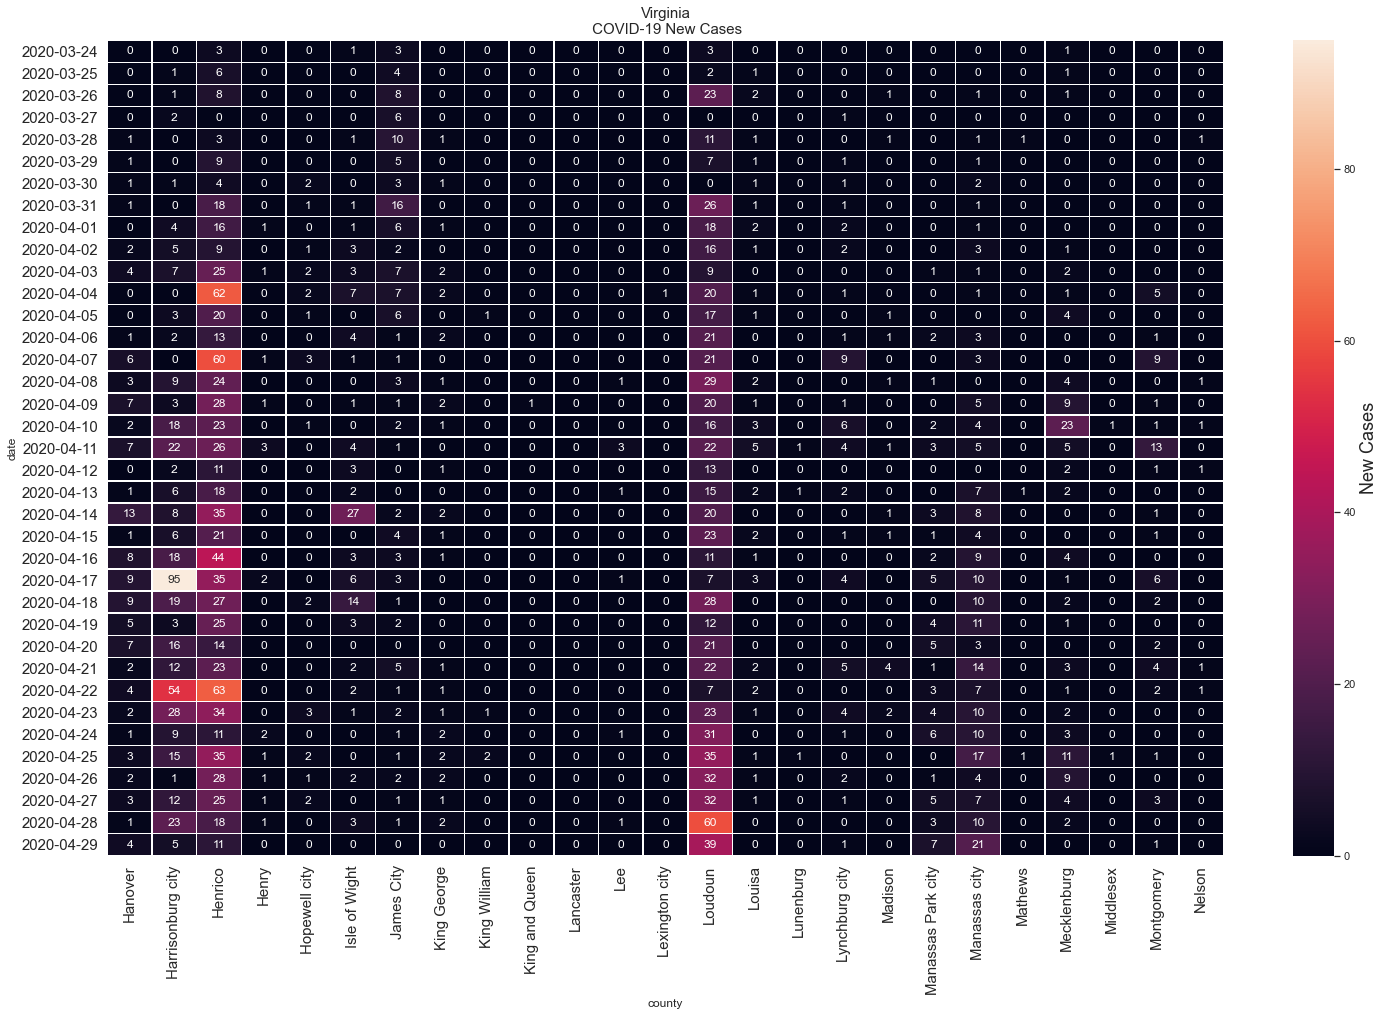 Virginia
COVID-19 New Cases
2020-03-24 0 0 3 0 0 1 3 0 0 0 0 0 0 3 0 0 0 0 0 0 0 1 0 0 0
2020-03-25 0 1 6 0 0 0 4 0 0 0 0 0 0 2 1 0 0 0 0 0 0 1 0 0 0
2020-03-26 0 1 8 0 0 0 8 0 0 0 0 0 0 23 2 0 0 1 0 1 0 1 0 0 0
2020-03-27 0 2 0 0 0 0 6 0 0 0 0 0 0 0 0 0 1 0 0 0 0 0 0 0 0
2020-03-28 1 0 3 0 0 1 10 1 0 0 0 0 0 11 1 0 0 1 0 1 1 0 0 0 1
2020-03-29 1 0 9 0 0 0 5 0 0 0 0 0 0 7 1 0 1 0 0 1 0 0 0 0 0
2020-03-30 1 1 4 0 2 0 3 1 0 0 0 0 0 0 1 0 1 0 0 2 0 0 0 0 0
2020-03-31 1 0 18 0 1 1 16 0 0 0 0 0 0 26 1 0 1 0 0 1 0 0 0 0 0
2020-04-01 0 4 16 1 0 1 6 1 0 0 0 0 0 18 2 0 2 0 0 1 0 0 0 0 0
2020-04-02 2 5 9 0 1 3 2 0 0 0 0 0 0 16 1 0 2 0 0 3 0 1 0 0 0
2020-04-03 4 7 25 1 2 3 7 2 0 0 0 0 0 9 0 0 0 0 1 1 0 2 0 0 0
2020-04-04 0 0 62 0 2 7 7 2 0 0 0 0 1 20 1 0 1 0 0 1 0 1 0 5 0
2020-04-05 0 3 20 0 1 0 6 0 1 0 0 0 0 17 1 0 0 1 0 0 0 4 0 0 0
2020-04-06 1 2 13 0 0 4 1 2 0 0 0 0 0 21 0 0 1 1 2 3 0 0 0 1 0
2020-04-07 6 0 60 1 3 1 1 0 0 0 0 0 0 21 0 0 9 0 0 3 0 0 0 9 0
2020-04-08 3 9 24 0 0 0 3 1 0 0 0 1 0 29 2 0 0 1 1 0 0 4 0 0 1
2020-04-09 7 3 28 1 0 1 1 2 0 1 0 0 0 20 1 0 1 0 0 5 0 9 0 1 0
2020-04-10 2 18 23 0 1 0 2 1 0 0 0 0 0 16 3 0 6 0 2 4 0 23 1 1 1
2020-04-11 7 22 26 3 0 4 1 0 0 0 0 3 0 22 5 1 4 1 3 5 0 5 0 13 0
2020-04-12 0 2 11 0 0 3 0 1 0 0 0 0 0 13 0 0 0 0 0 0 0 2 0 1 1
2020-04-13 1 6 18 0 0 2 0 0 0 0 0 1 0 15 2 1 2 0 0 7 1 2 0 0 0
2020-04-14 13 8 35 0 0 27 2 2 0 0 0 0 0 20 0 0 0 1 3 8 0 0 0 1 0
2020-04-15 1 6 21 0 0 0 4 1 0 0 0 0 0 23 2 0 1 1 1 4 0 0 0 1 0
2020-04-16 8 18 44 0 0 3 3 1 0 0 0 0 0 11 1 0 0 0 2 9 0 4 0 0 0
2020-04-17 9 95 35 2 0 6 3 0 0 0 0 1 0 7 3 0 4 0 5 10 0 1 0 6 0
2020-04-18 9 19 27 0 2 14 1 0 0 0 0 0 0 28 0 0 0 0 0 10 0 2 0 2 0
2020-04-19 5 3 25 0 0 3 2 0 0 0 0 0 0 12 0 0 0 0 4 11 0 1 0 0 0
2020-04-20 7 16 14 0 0 0 0 0 0 0 0 0 0 21 0 0 0 0 5 3 0 0 0 2 0
2020-04-21 2 12 23 0 0 2 5 1 0 0 0 0 0 22 2 0 5 4 1 14 0 3 0 4 1
2020-04-22 4 54 63 0 0 2 1 1 0 0 0 0 0 7 2 0 0 0 3 7 0 1 0 2 1
2020-04-23 2 28 34 0 3 1 2 1 1 0 0 0 0 23 1 0 4 2 4 10 0 2 0 0 0
2020-04-24 1 9 11 2 0 0 1 2 0 0 0 1 0 31 0 0 1 0 6 10 0 3 0 0 0
2020-04-25 3 15 35 1 2 0 1 2 2 0 0 0 0 35 1 1 0 0 0 17 1 11 1 1 0
2020-04-26 2 1 28 1 1 2 2 2 0 0 0 0 0 32 1 0 2 0 1 4 0 9 0 0 0
2020-04-27 3 12 25 1 2 0 1 1 0 0 0 0 0 32 1 0 1 0 5 7 0 4 0 3 0
2020-04-28 1 23 18 1 0 3 1 2 0 0 0 1 0 60 0 0 0 0 3 10 0 2 0 0 0
2020-04-29 4 5 11 0 0 0 0 0 0 0 0 0 0 39 0 0 1 0 7 21 0 0 0 1 0
date
Hanover
Harrisonburg city
Henrico
Henry
Hopewell city
Isle of Wight
James City
King George
King William
King and Queen
Lancaster
Lee
Lexington city
Loudoun
Louisa
Lunenburg
Lynchburg city
Madison
Manassas Park city
Manassas city
Mathews
Mecklenburg
Middlesex
Montgomery
Nelson
county
80
60
40
20
0
New Cases